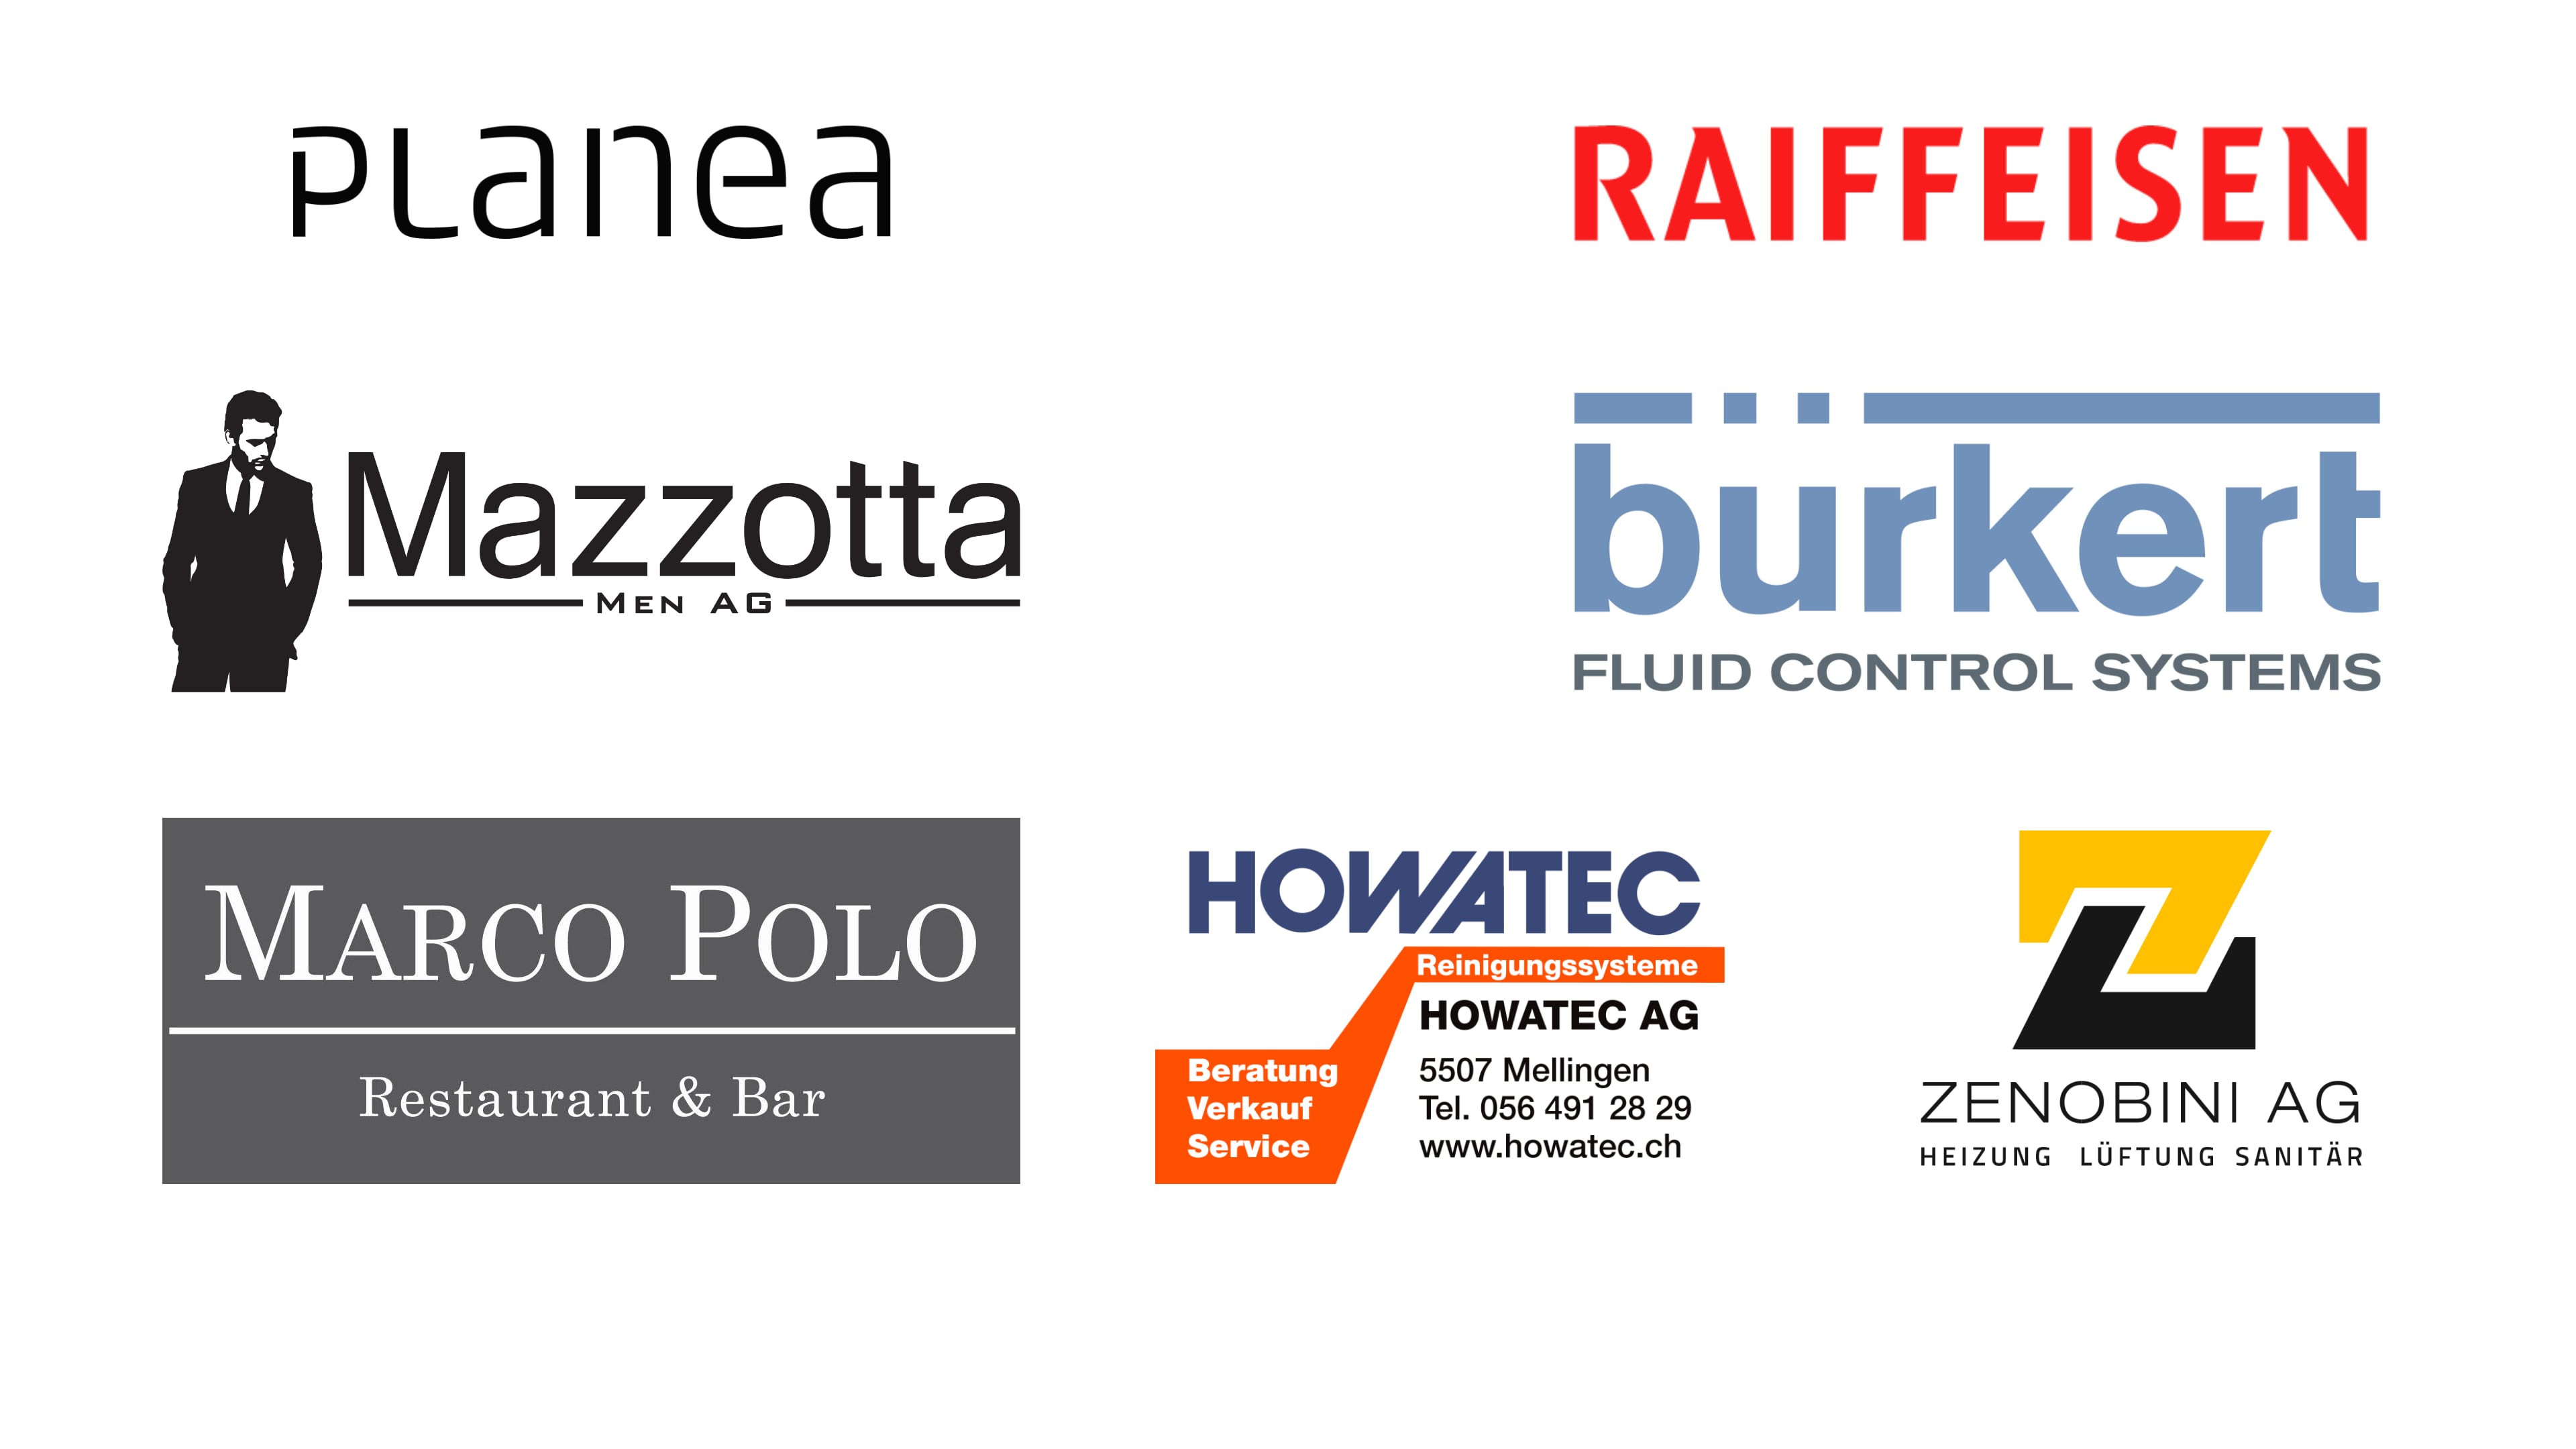 planea
RAIFFEISEN
Mazzotta
MEN AG
bürkert
FLUID CONTROL SYSTEMS
MARCO POLO
Restaurant & Bar
HOWATEC
Reinigungssysteme
HOWATEC AG
Beratung
Verkauf
Service
5507 Mellingen
Tel. 056 491 28 29
www.howatec.ch
ZENOBINI AG
HEIZUNG LÜFTUNG SANITÄR